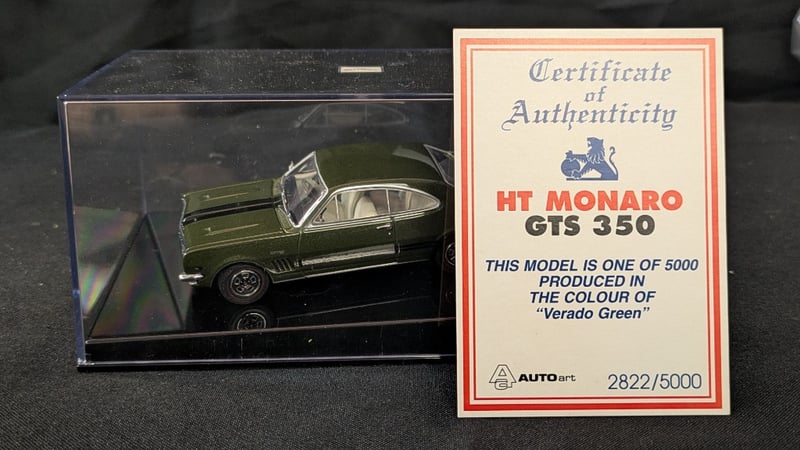 Certificate
of
Authenticity
HT MONARO
GTS 350
THIS MODEL IS ONE OF 5000
PRODUCED IN
THE COLOUR OF
“Verado Green”
AUTOart
2822/5000